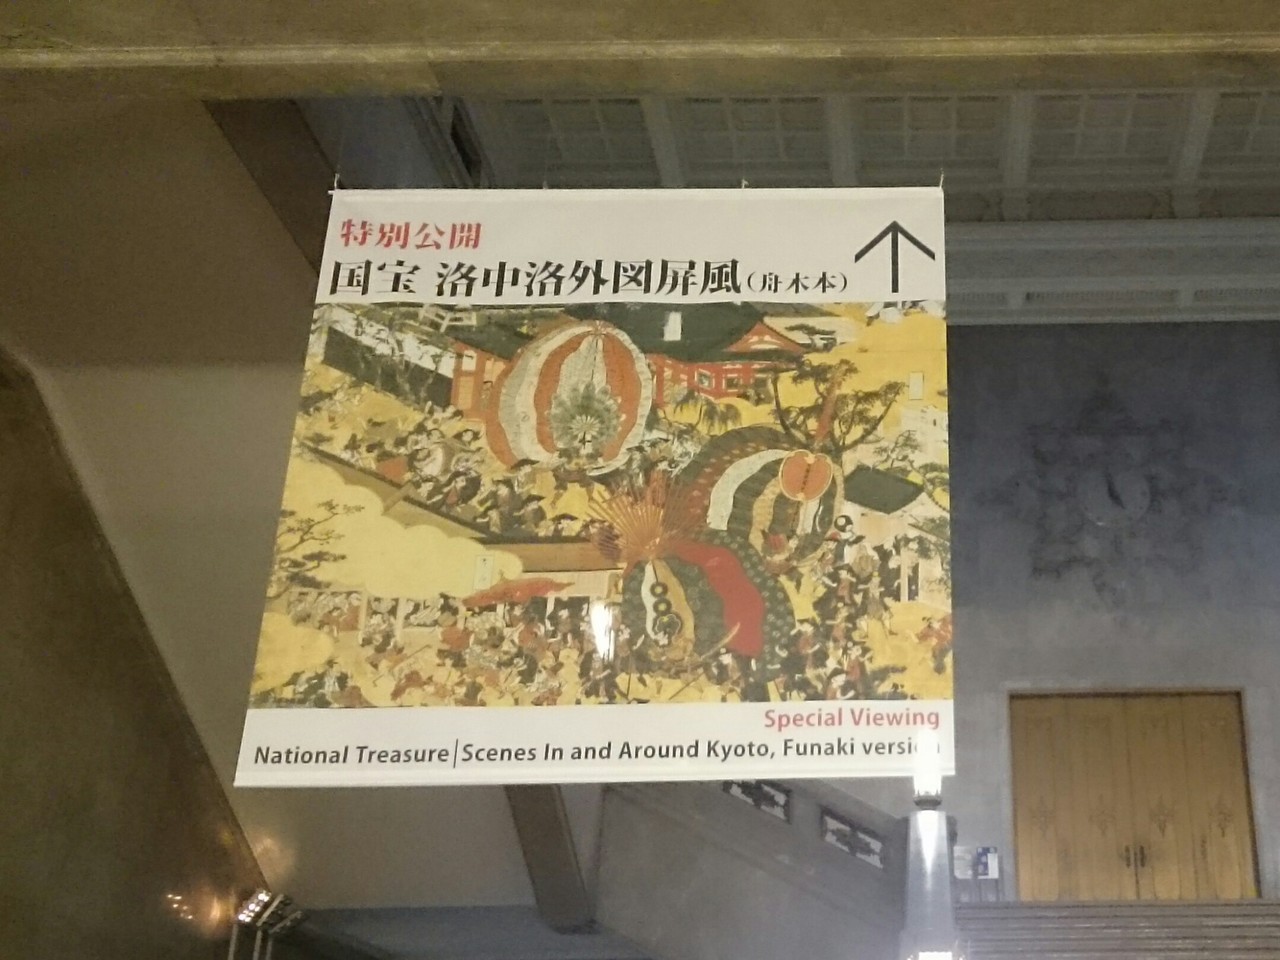 特別公開
国宝 洛中洛外図屏風(舟木本)
Special Viewing
National Treasure|Scenes In and Around Kyoto, Funaki version